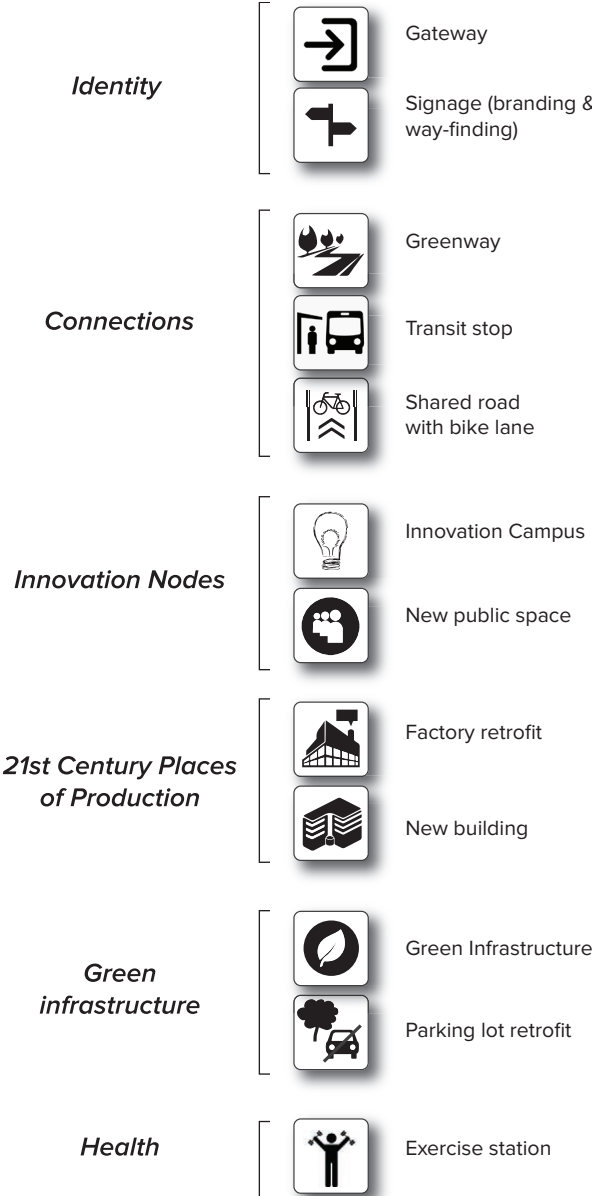 Identity
Gateway
Signage (branding &
way-finding)
Connections
Greenway
Transit stop
Shared road
with bike lane
Innovation Nodes
Innovation Campus
New public space
21st Century Places
of Production
Factory retrofit
New building
Green
infrastructure
Green Infrastructure
Parking lot retrofit
Health
Exercise station